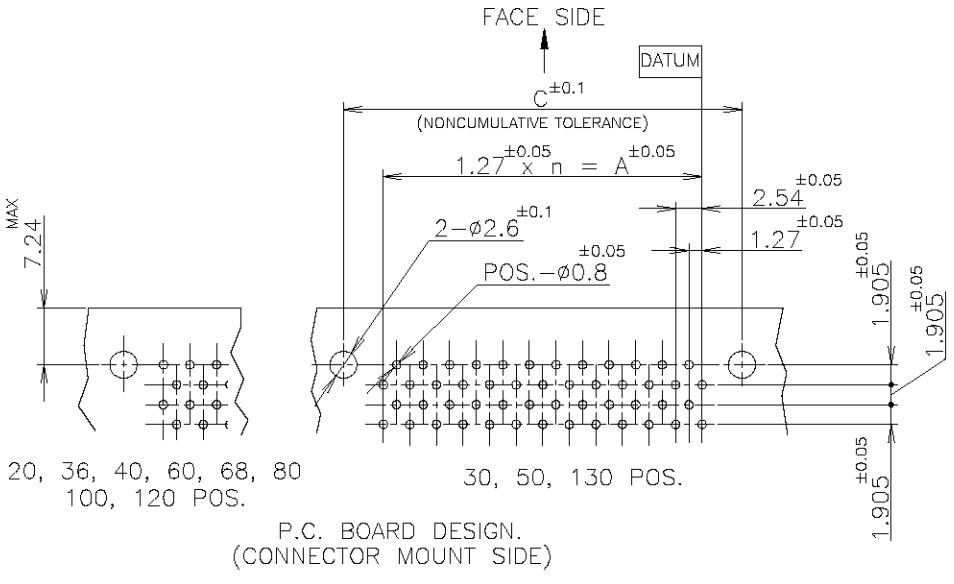 FACE SIDE
DATUM
C±0.1
(NONCUMULATIVE TOLERANCE)
1.27±0.05 x n = A±0.05
2.54±0.05
1.27±0.05
2-ø2.6±0.1
POS.-ø0.8±0.05
7.24 MAX
1.905±0.05
1.905±0.05
1.905±0.05
20, 36, 40, 60, 68, 80
100, 120 POS.
30, 50, 130 POS.
P.C. BOARD DESIGN.
(CONNECTOR MOUNT SIDE)